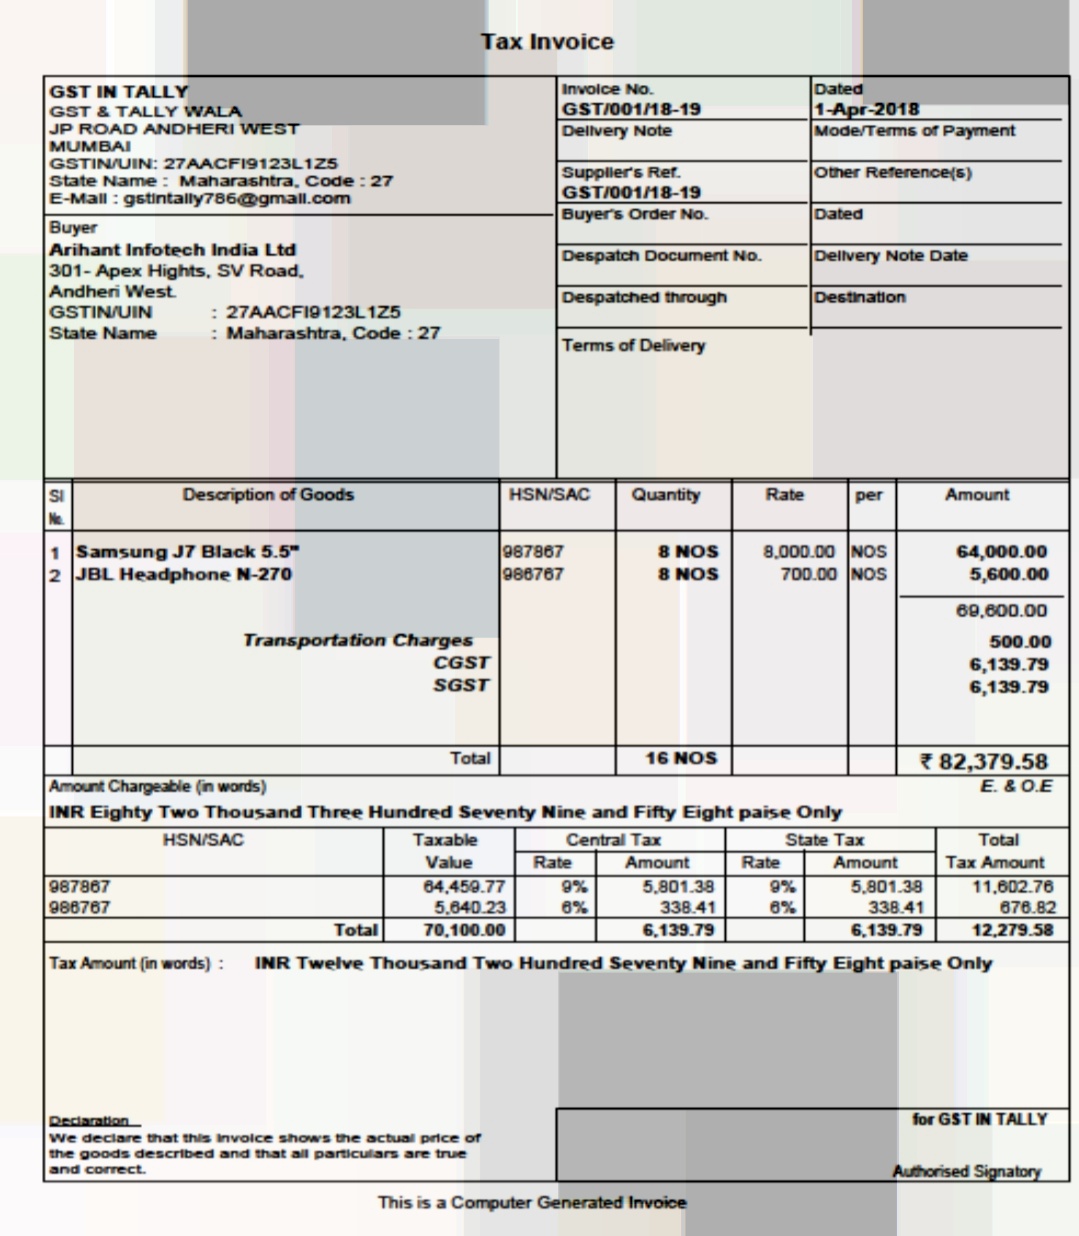 Tax Invoice
GST IN TALLY
GST & TALLY WALA
JP ROAD ANDHERI WEST
MUMBAI
GSTIN/UIN: 27AACFI9123L1Z5
State Name : Maharashtra, Code : 27
E-Mail : gstintally786@gmail.com
Buyer
Arihant Infotech India Ltd
301- Apex Hights, SV Road,
Andheri West.
GSTIN/UIN : 27AACFI9123L1Z5
State Name : Maharashtra, Code : 27
Invoice No. Dated
GST/001/18-19 1-Apr-2018
Delivery Note Mode/Terms of Payment
Supplier's Ref. Other Reference(s)
GST/001/18-19
Buyer's Order No. Dated
Despatch Document No. Delivery Note Date
Despatched through Destination
Terms of Delivery
Sl Description of Goods HSN/SAC Quantity Rate per Amount
No.
1 Samsung J7 Black 5.5" 987867 8 NOS 8,000.00 NOS 64,000.00
2 JBL Headphone N-270 986767 8 NOS 700.00 NOS 5,600.00
69,600.00
Transportation Charges 500.00
CGST 6,139.79
SGST 6,139.79
Total 16 NOS ₹ 82,379.58
Amount Chargeable (in words) E. & O.E
INR Eighty Two Thousand Three Hundred Seventy Nine and Fifty Eight paise Only
HSN/SAC Taxable Central Tax State Tax Total
Value Rate Amount Rate Amount Tax Amount
987867 64,459.77 9% 5,801.38 9% 5,801.38 11,602.76
986767 5,640.23 6% 338.41 6% 338.41 676.82
Total 70,100.00 6,139.79 6,139.79 12,279.58
Tax Amount (in words) : INR Twelve Thousand Two Hundred Seventy Nine and Fifty Eight paise Only
Declaration
We declare that this invoice shows the actual price of
the goods described and that all particulars are true
and correct.
for GST IN TALLY
Authorised Signatory
This is a Computer Generated Invoice